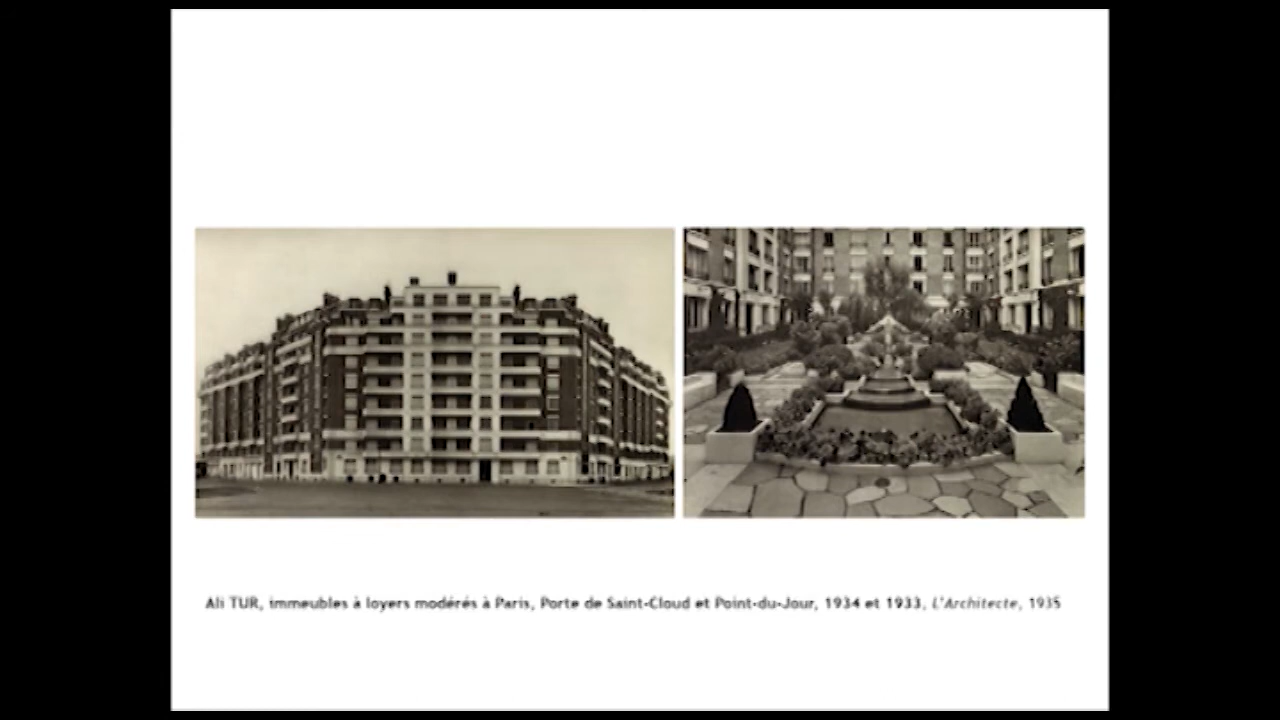 Ali TUR, immeubles à loyers modérés à Paris, Porte de Saint-Cloud et Point-du-Jour, 1934 et 1933, L'Architecte, 1935